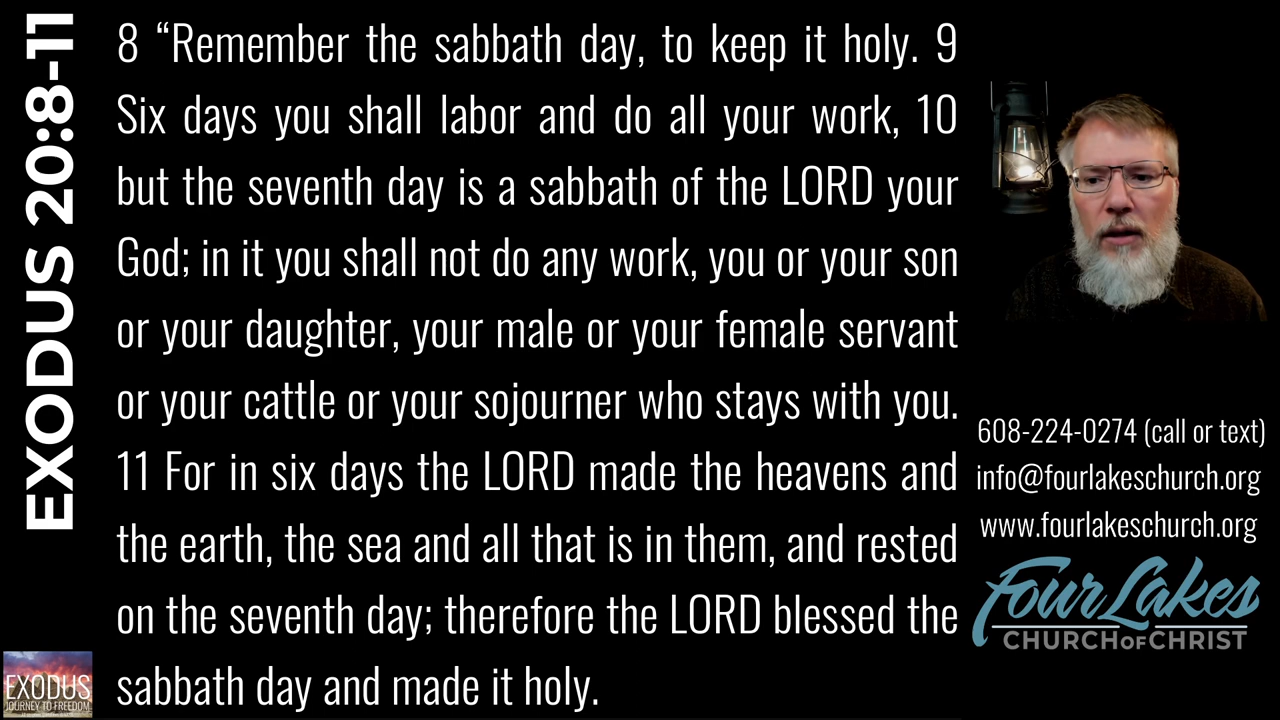 EXODUS 20:8-11
8 “Remember the sabbath day, to keep it holy. 9
Six days you shall labor and do all your work, 10
but the seventh day is a sabbath of the LORD your
God; in it you shall not do any work, you or your son
or your daughter, your male or your female servant
or your cattle or your sojourner who stays with you.
11 For in six days the LORD made the heavens and
the earth, the sea and all that is in them, and rested
on the seventh day; therefore the LORD blessed the
sabbath day and made it holy.
608-224-0274 (call or text)
info@fourlakeschurch.org
www.fourlakeschurch.org
Four Lakes
CHURCH OF CHRIST
EXODUS
JOURNEY TO FREEDOM